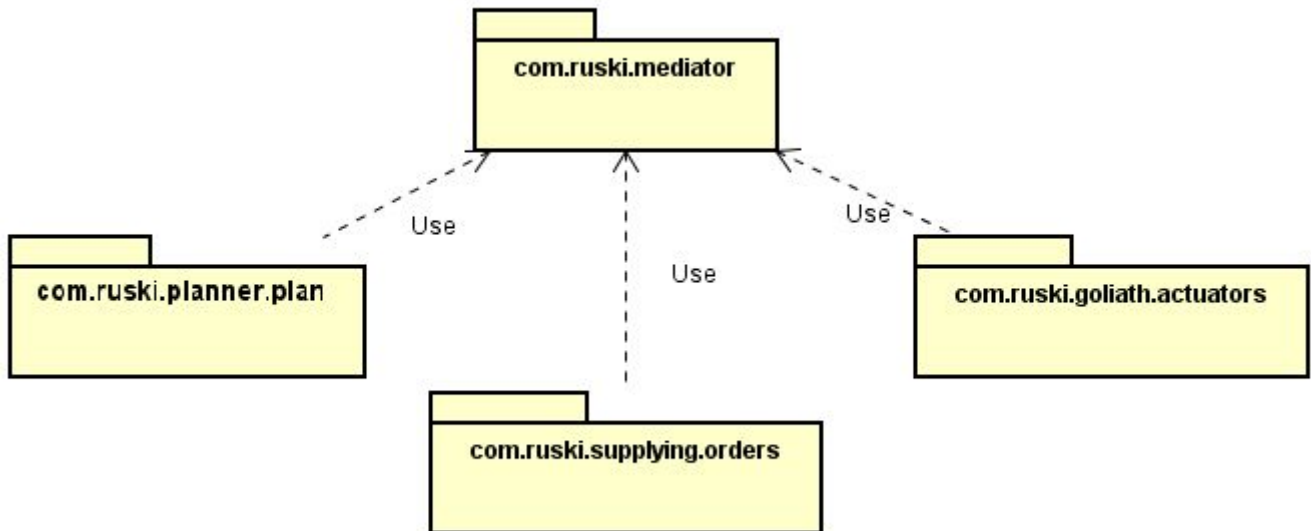 com.ruski.mediator
Use
Use
Use
com.ruski.planner.plan
com.ruski.goliath.actuators
com.ruski.supplying.orders